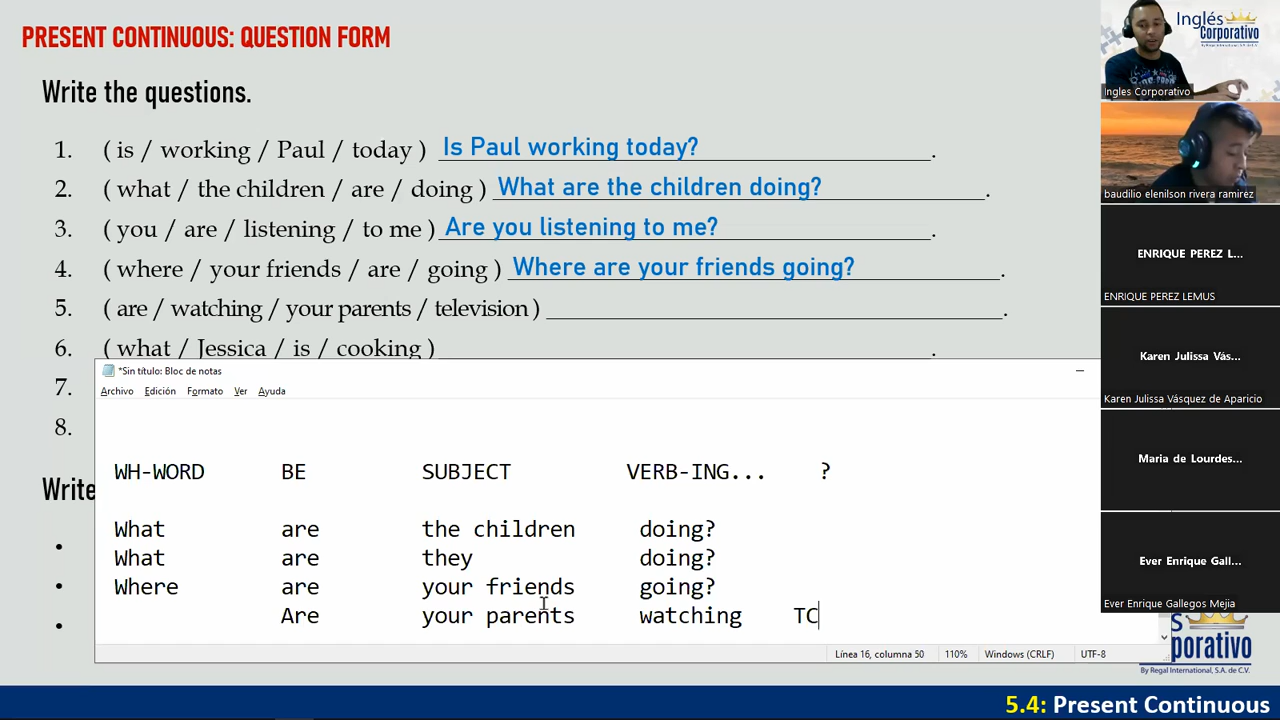 PRESENT CONTINUOUS: QUESTION FORM
Write the questions.
1. ( is / working / Paul / today ) Is Paul working today? .
2. ( what / the children / are / doing ) What are the children doing? .
3. ( you / are / listening / to me ) Are you listening to me? .
4. ( where / your friends / are / going ) Where are your friends going? .
5. ( are / watching / your parents / television ) .
6. ( what / Jessica / is / cooking ) .
7.
8.
Write
*Sin título: Bloc de notas
Archivo Edición Formato Ver Ayuda
WH-WORD BE SUBJECT VERB-ING... ?
What are the children doing?
What are they doing?
Where are your friends going?
Are your parents watching TC
Línea 16, columna 50 110% Windows (CRLF) UTF-8
Inglés
Corporativo
By Regal International, S.A. de C.V.
Ingles Corporativo
baudilio elenilson rivera ramirez
ENRIQUE PEREZ L...
ENRIQUE PEREZ LEMUS
Karen Julissa Vás...
Karen Julissa Vásquez de Aparicio
Maria de Lourdes...
Ever Enrique Gall...
Ever Enrique Gallegos Mejia
s
orporativo
By Regal International, S.A. de C.V.
5.4: Present Continuous